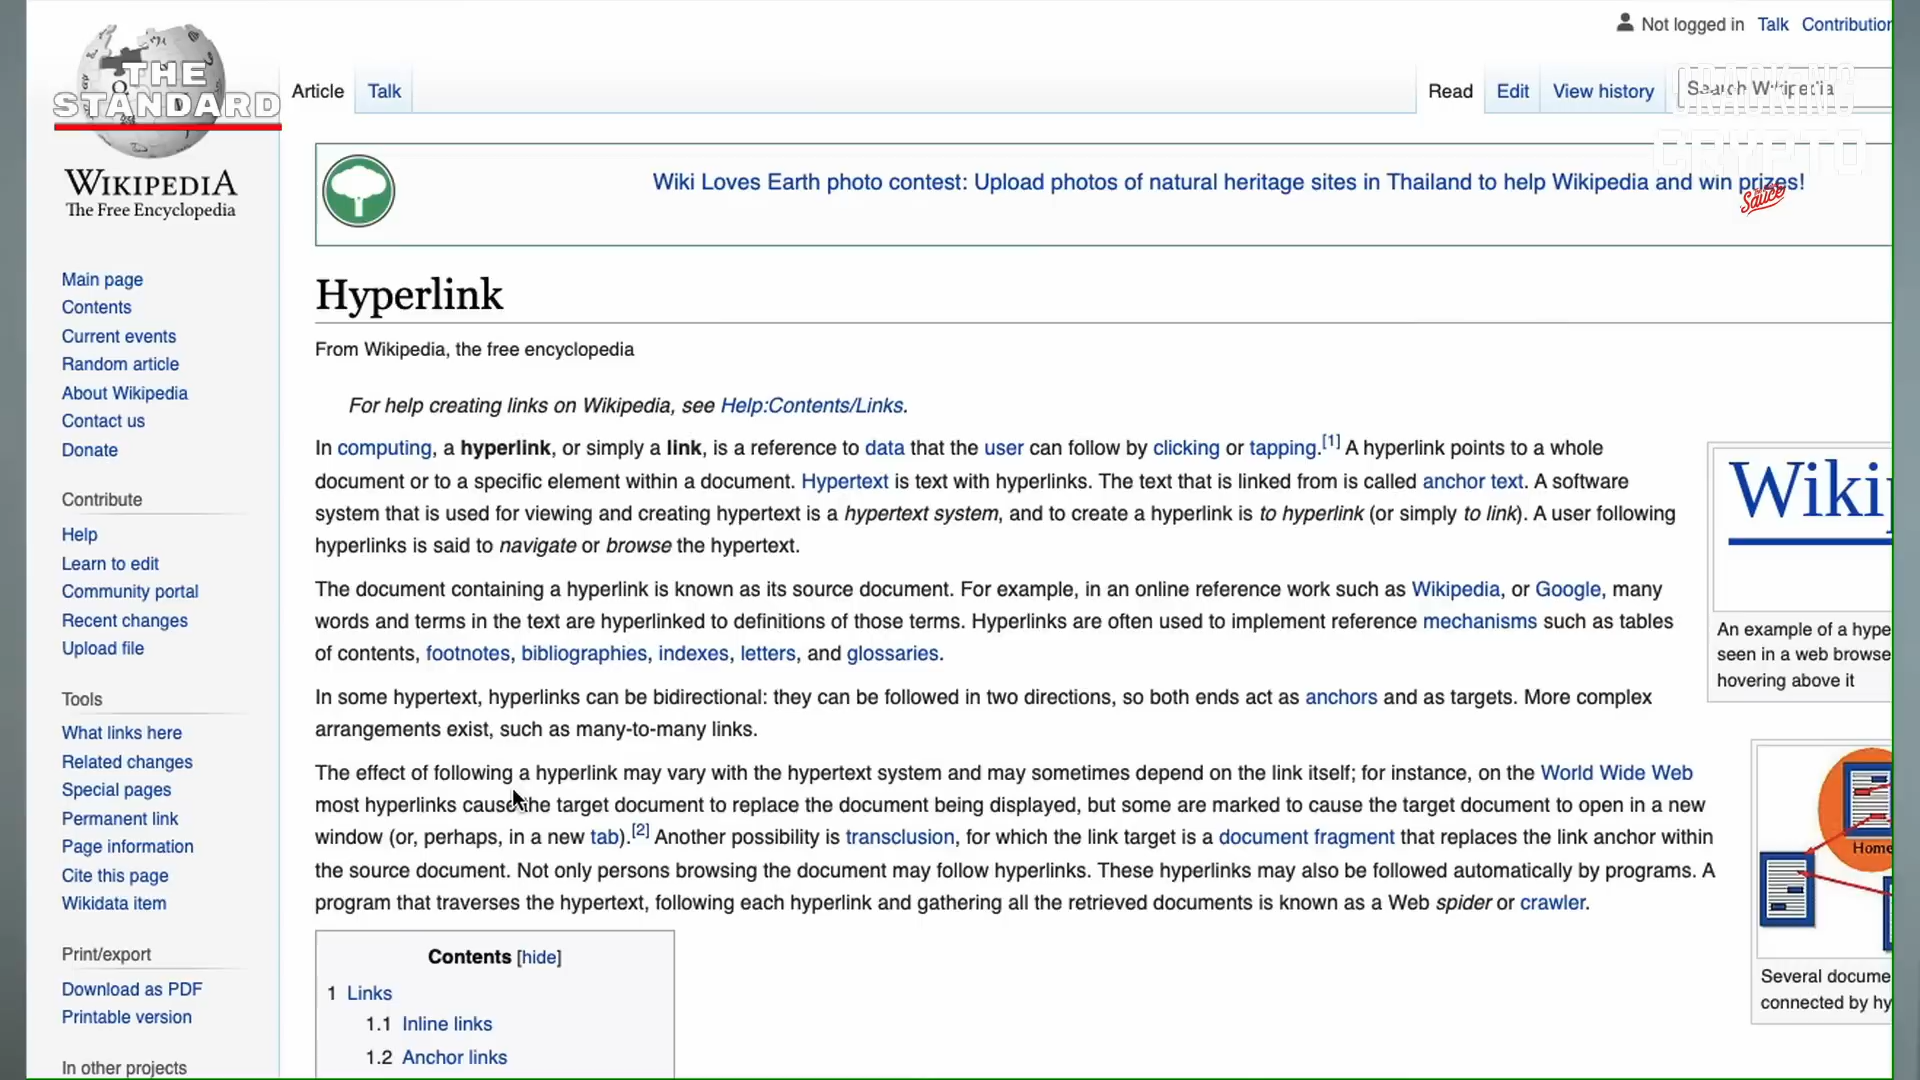 Not logged in Talk Contribution
THE
STANDARD
Article Talk
Read Edit View history Search Wikipedia
CRACKING
CRYPTO
the secret Sauce
WIKIPEDIA
The Free Encyclopedia
Wiki Loves Earth photo contest: Upload photos of natural heritage sites in Thailand to help Wikipedia and win prizes!
Main page
Contents
Current events
Random article
About Wikipedia
Contact us
Donate
Contribute
Help
Learn to edit
Community portal
Recent changes
Upload file
Tools
What links here
Related changes
Special pages
Permanent link
Page information
Cite this page
Wikidata item
Print/export
Download as PDF
Printable version
In other projects
Hyperlink
From Wikipedia, the free encyclopedia
For help creating links on Wikipedia, see Help:Contents/Links.
In computing, a hyperlink, or simply a link, is a reference to data that the user can follow by clicking or tapping.[1] A hyperlink points to a whole
document or to a specific element within a document. Hypertext is text with hyperlinks. The text that is linked from is called anchor text. A software
system that is used for viewing and creating hypertext is a hypertext system, and to create a hyperlink is to hyperlink (or simply to link). A user following
hyperlinks is said to navigate or browse the hypertext.
The document containing a hyperlink is known as its source document. For example, in an online reference work such as Wikipedia, or Google, many
words and terms in the text are hyperlinked to definitions of those terms. Hyperlinks are often used to implement reference mechanisms such as tables
of contents, footnotes, bibliographies, indexes, letters, and glossaries.
In some hypertext, hyperlinks can be bidirectional: they can be followed in two directions, so both ends act as anchors and as targets. More complex
arrangements exist, such as many-to-many links.
The effect of following a hyperlink may vary with the hypertext system and may sometimes depend on the link itself; for instance, on the World Wide Web
most hyperlinks cause the target document to replace the document being displayed, but some are marked to cause the target document to open in a new
window (or, perhaps, in a new tab).[2] Another possibility is transclusion, for which the link target is a document fragment that replaces the link anchor within
the source document. Not only persons browsing the document may follow hyperlinks. These hyperlinks may also be followed automatically by programs. A
program that traverses the hypertext, following each hyperlink and gathering all the retrieved documents is known as a Web spider or crawler.
Contents [hide]
1 Links
1.1 Inline links
1.2 Anchor links
Wikip
An example of a hype
seen in a web browse
hovering above it
Home
Several docume
connected by hy